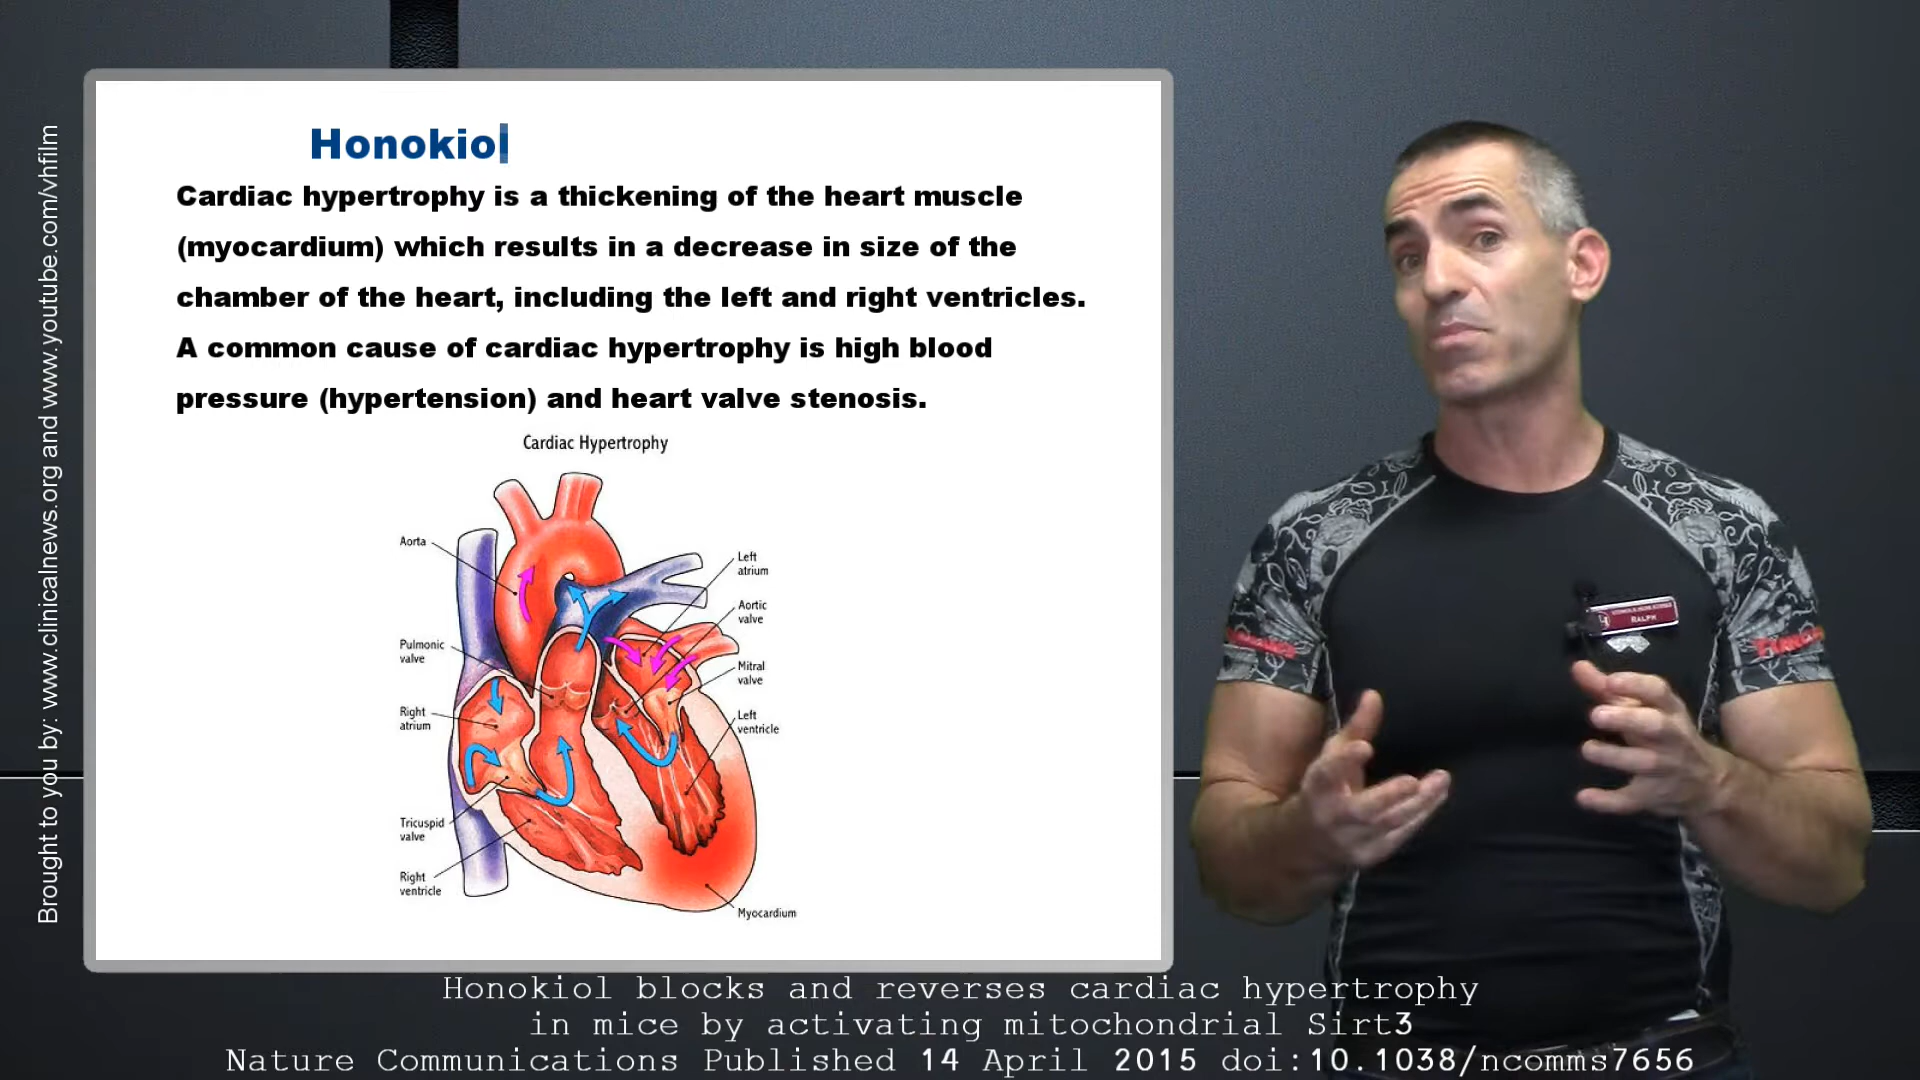 Brought to you by: www.clinicalnews.org and www.youtube.com/vhfilm
Honokiol
Cardiac hypertrophy is a thickening of the heart muscle
(myocardium) which results in a decrease in size of the
chamber of the heart, including the left and right ventricles.
A common cause of cardiac hypertrophy is high blood
pressure (hypertension) and heart valve stenosis.
Cardiac Hypertrophy
Aorta
Left
atrium
Aortic
valve
Pulmonic
valve
Mitral
valve
Right
atrium
Left
ventricle
Tricuspid
valve
Right
ventricle
Myocardium
RALPH
Honokiol blocks and reverses cardiac hypertrophy
in mice by activating mitochondrial Sirt3
Nature Communications Published 14 April 2015 doi:10.1038/ncomms7656